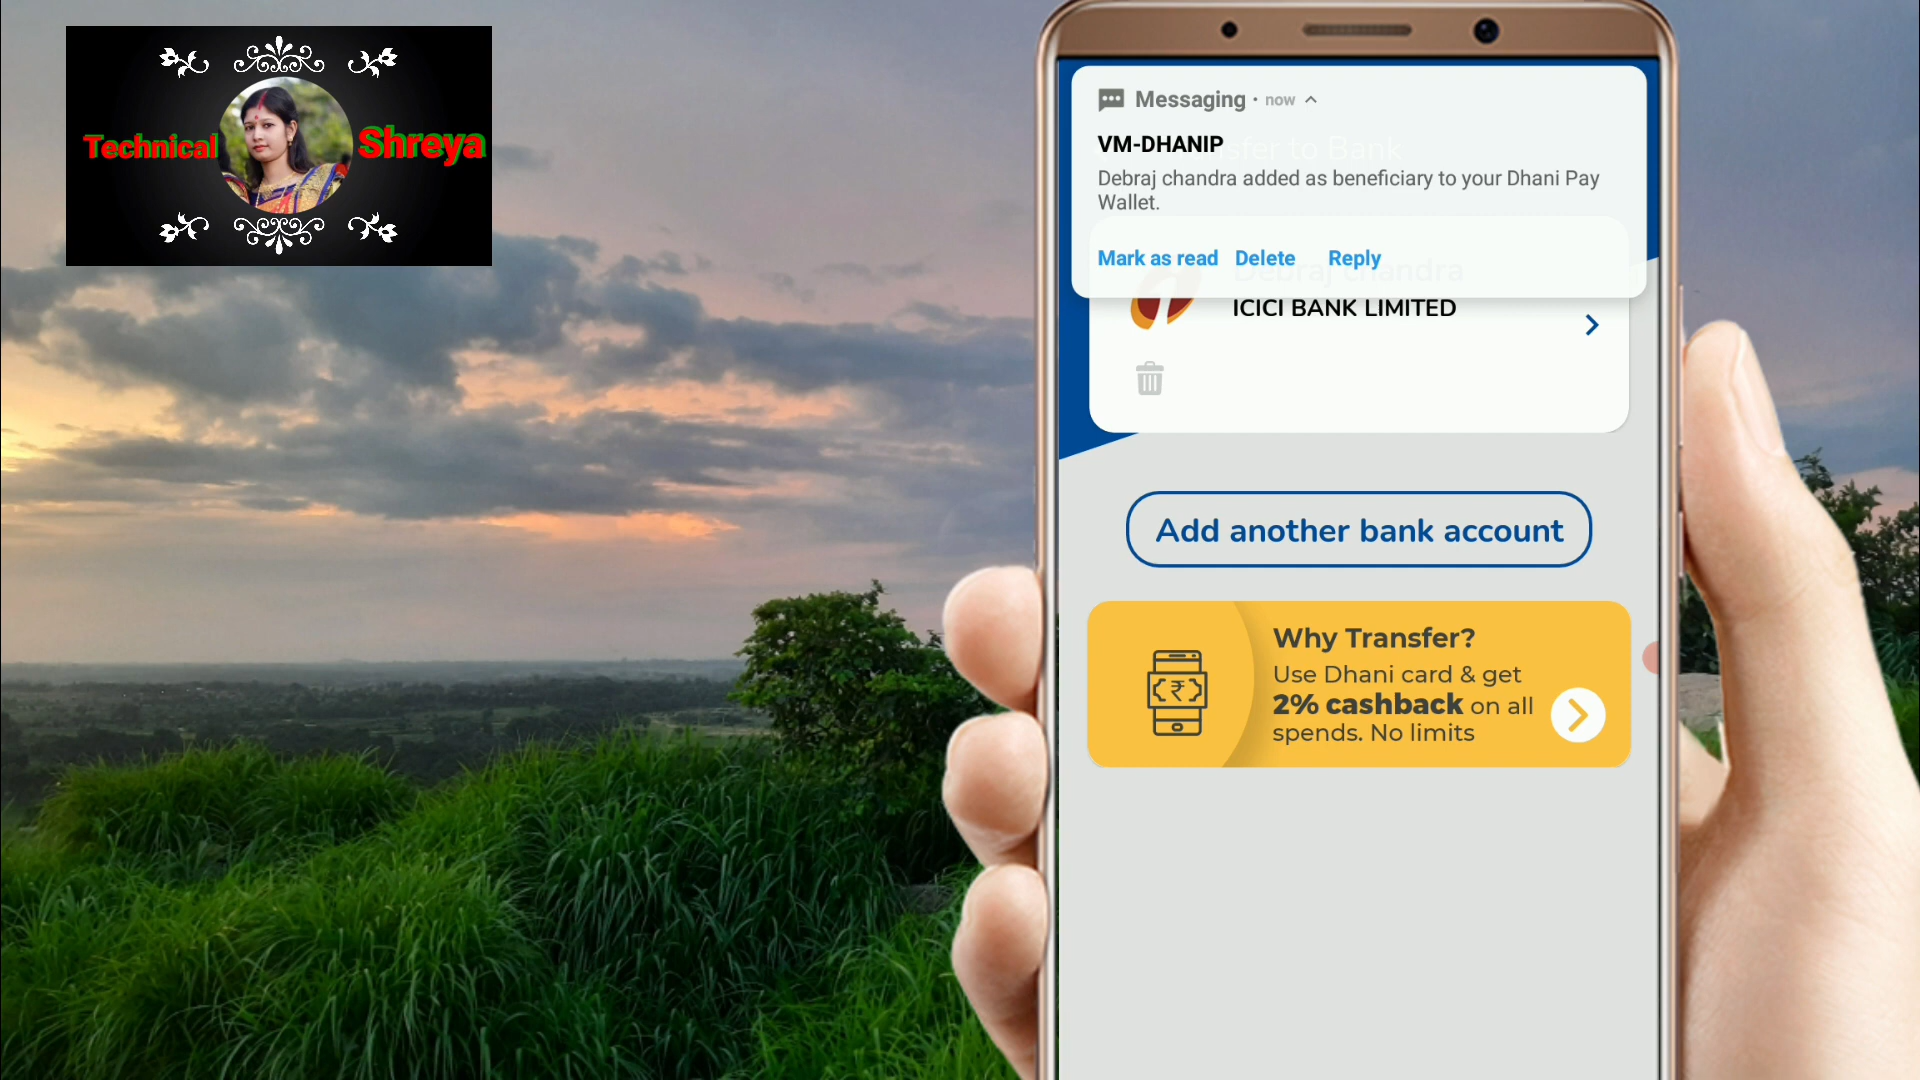 Technical Shreya
Messaging · now
VM-DHANIP
Transfer to Bank
Debraj chandra added as beneficiary to your Dhani Pay
Wallet.
Mark as read Delete Reply
Debraj chandra
ICICI BANK LIMITED
Add another bank account
Why Transfer?
Use Dhani card & get
2% cashback on all
spends. No limits